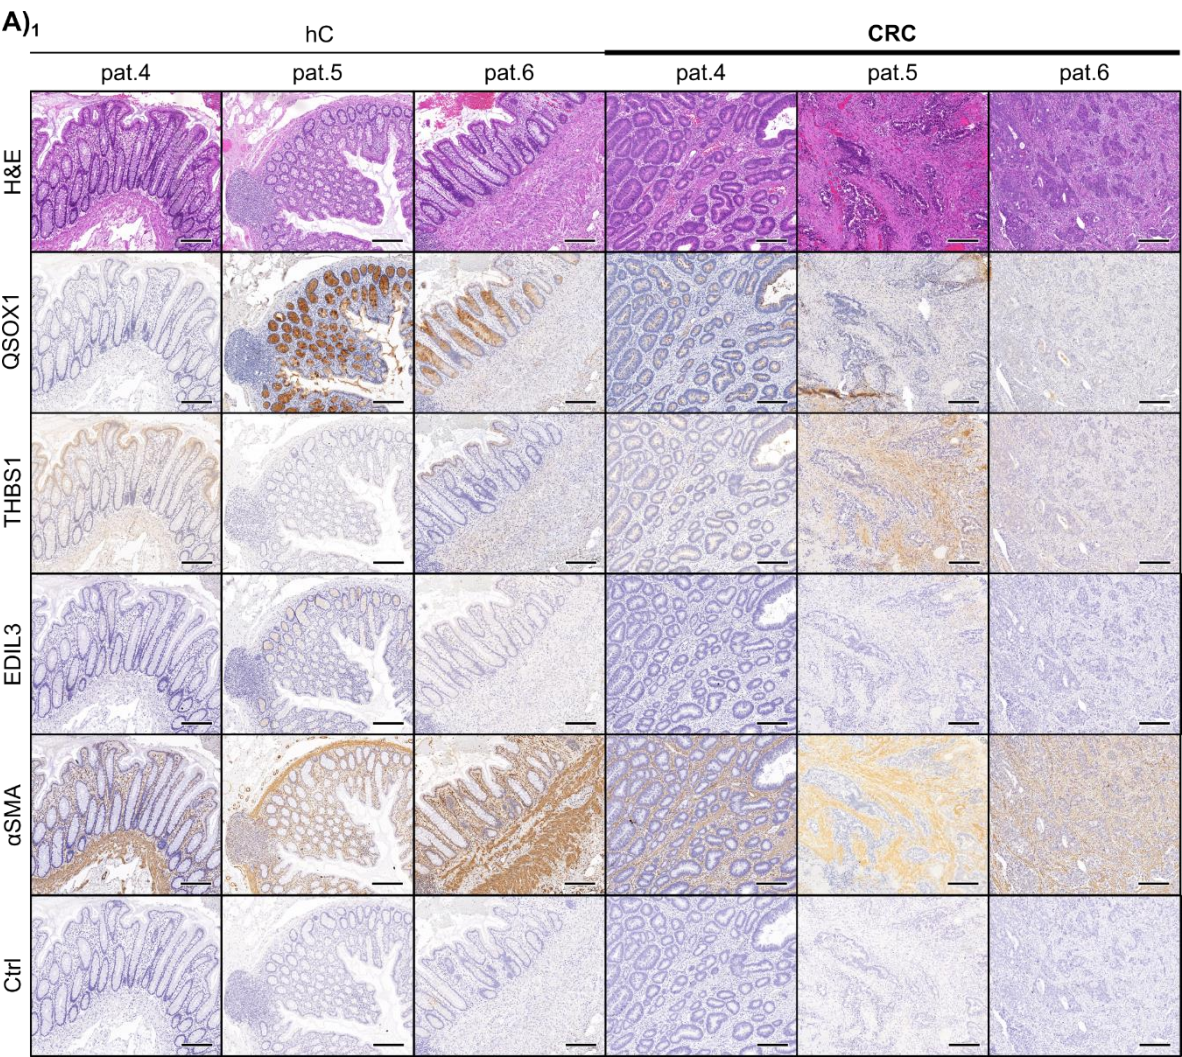 A)₁
hC CRC
pat.4 pat.5 pat.6 pat.4 pat.5 pat.6
H&E
QSOX1
THBS1
EDIL3
αSMA
Ctrl